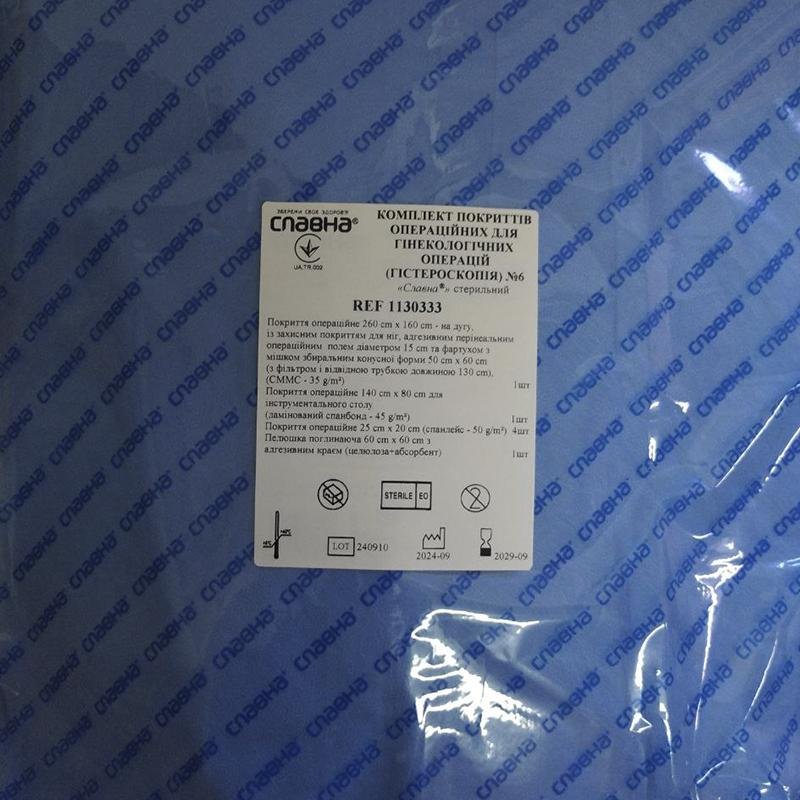 ЗБЕРЕЖИ СВОЄ ЗДОРОВ'Я
СЛАВНА®
UA.TR.002
КОМПЛЕКТ ПОКРИТТІВ
ОПЕРАЦІЙНИХ ДЛЯ
ГІНЕКОЛОГІЧНИХ
ОПЕРАЦІЙ
(ГІСТЕРОСКОПІЯ) №6
«Славна®» стерильний
REF 1130333
Покриття операційне 260 cm x 160 cm - на дугу,
із захисним покриттям для ніг, адгезивним перінеальним
операційним полем діаметром 15 cm та фартухом з
мішком збиральним конусної форми 50 cm x 60 cm
(з фільтром і відвідною трубкою довжиною 130 cm),
(СММС - 35 g/m²) 1шт
Покриття операційне 140 cm x 80 cm для
інструментального столу
(ламінований спанбонд - 45 g/m²) 1шт
Покриття операційне 25 cm x 20 cm (спанлейс - 50 g/m²) 4шт
Пелюшка поглинаюча 60 cm x 60 cm з
адгезивним краєм (целюлоза+абсорбент) 1шт
STERILE EO
2
LOT 240910
2024-09
2029-09